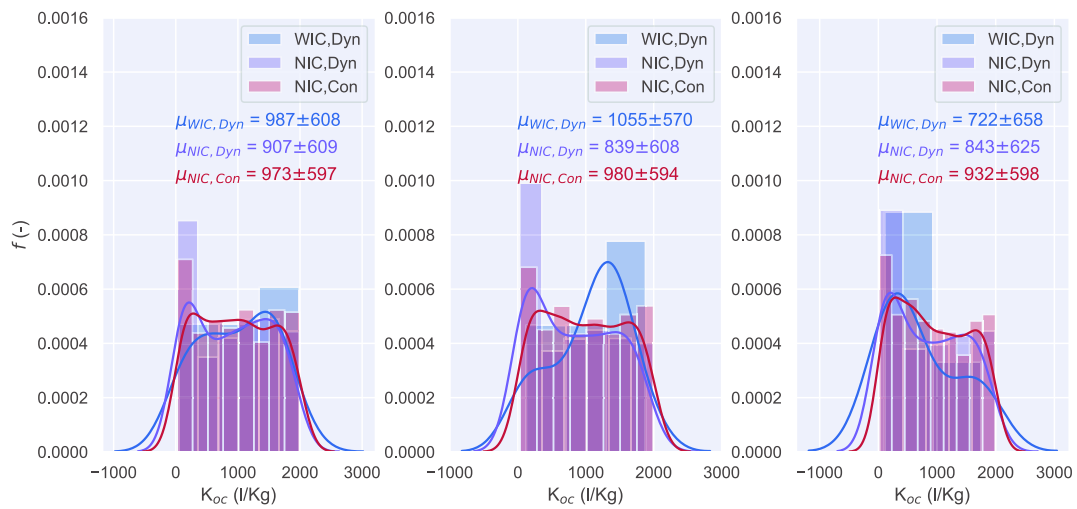 0.0016
0.0014
0.0012
0.0010
0.0008
0.0006
0.0004
0.0002
0.0000
f (-)
WIC,Dyn
NIC,Dyn
NIC,Con
μWIC, Dyn = 987±608
μNIC, Dyn = 907±609
μNIC, Con = 973±597
−1000 0 1000 2000 3000
Koc (l/Kg)
0.0016
0.0014
0.0012
0.0010
0.0008
0.0006
0.0004
0.0002
0.0000
WIC,Dyn
NIC,Dyn
NIC,Con
μWIC, Dyn = 1055±570
μNIC, Dyn = 839±608
μNIC, Con = 980±594
−1000 0 1000 2000 3000
Koc (l/Kg)
0.0016
0.0014
0.0012
0.0010
0.0008
0.0006
0.0004
0.0002
0.0000
WIC,Dyn
NIC,Dyn
NIC,Con
μWIC, Dyn = 722±658
μNIC, Dyn = 843±625
μNIC, Con = 932±598
−1000 0 1000 2000 3000
Koc (l/Kg)